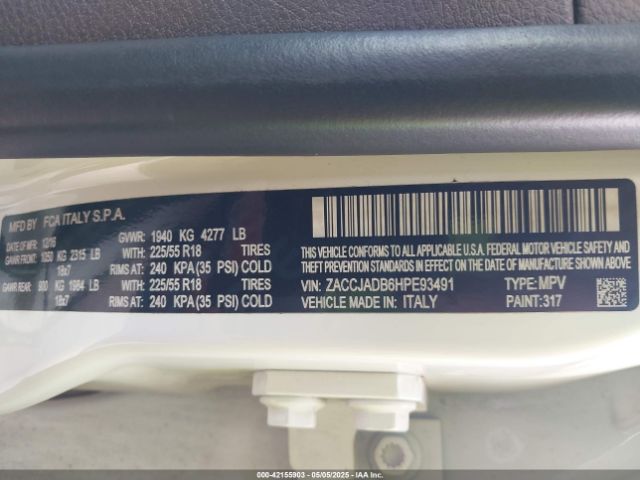 MFD BY FCA ITALY S.P.A.
12/16 GVWR: 1940 KG 4277 LB
GAWR FRONT: 1050 KG 2315 LB WITH: 225/55 R18 TIRES
18x7 RIMS AT: 240 KPA (35 PSI) COLD
GAWR REAR: 900 KG 1984 LB WITH: 225/55 R18 TIRES
18x7 RIMS AT: 240 KPA (35 PSI) COLD
THIS VEHICLE CONFORMS TO ALL APPLICABLE U.S.A. FEDERAL MOTOR VEHICLE SAFETY
BUMPER, AND THEFT PREVENTION STANDARDS IN EFFECT ON THE DATE OF MANUFACTURE SHOWN ABOVE
VIN: ZACCJADB6HPE93491 TYPE: MPV
VEHICLE MADE IN: ITALY PAINT: 317
000-42155903 - 05/05/2025 - IAAI Inc.